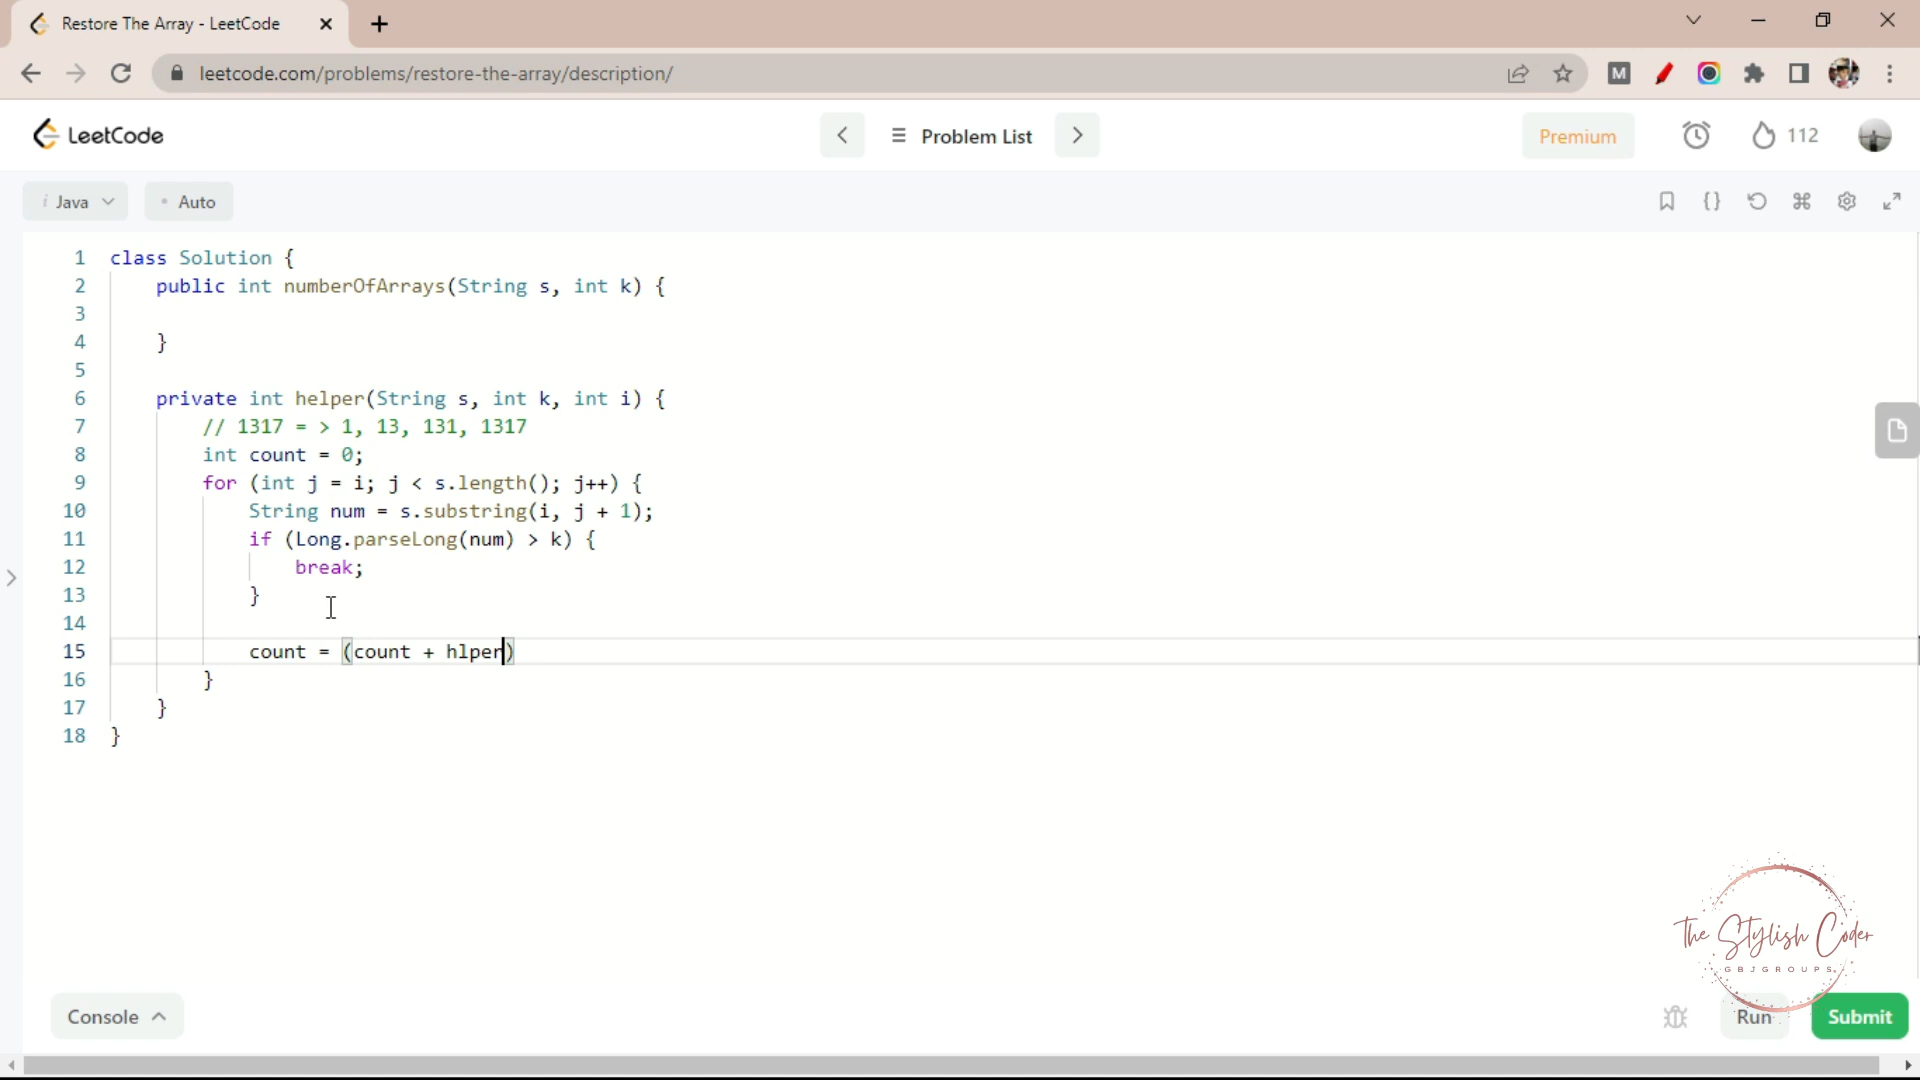 Restore The Array - LeetCode
leetcode.com/problems/restore-the-array/description/
M
LeetCode
Problem List
Premium
112
i Java
Auto
1 class Solution {
2 public int numberOfArrays(String s, int k) {
3
4 }
5
6 private int helper(String s, int k, int i) {
7 // 1317 = > 1, 13, 131, 1317
8 int count = 0;
9 for (int j = i; j < s.length(); j++) {
10 String num = s.substring(i, j + 1);
11 if (Long.parseLong(num) > k) {
12 break;
13 }
14
15 count = (count + hlper)
16 }
17 }
18 }
The Stylish Coder
GBJGROUPS
Console
Run
Submit